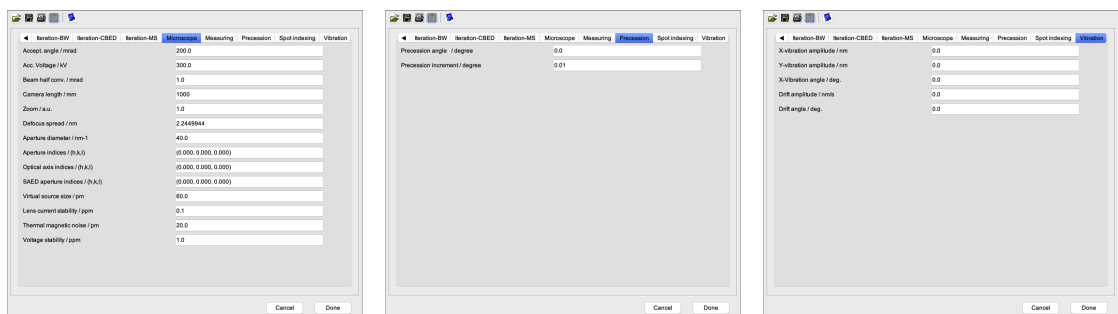 ◀ Iteration-BW Iteration-CBED Iteration-MS Microscope Measuring Precession Spot indexing Vibration
Accept. angle / mrad 200.0
Acc. Voltage / kV 300.0
Beam half conv. / mrad 1.0
Camera length / mm 1000
Zoom / a.u. 1.0
Defocus spread / nm 2.2449944
Aperture diameter / nm-1 40.0
Aperture indices / (h,k,l) (0.000, 0.000, 0.000)
Optical axis indices / (h,k,l) (0.000, 0.000, 0.000)
SAED aperture indices / (h,k,l) (0.000, 0.000, 0.000)
Virtual source size / pm 60.0
Lens current stability / ppm 0.1
Thermal magnetic noise / pm 20.0
Voltage stability / ppm 1.0
Cancel Done
◀ Iteration-BW Iteration-CBED Iteration-MS Microscope Measuring Precession Spot indexing Vibration
Precession angle / degree 0.0
Precession increment / degree 0.01
Cancel Done
◀ Iteration-BW Iteration-CBED Iteration-MS Microscope Measuring Precession Spot indexing Vibration
X-vibration amplitude / nm 0.0
Y-vibration amplitude / nm 0.0
X-Vibration angle / deg. 0.0
Drift amplitude / nm/s 0.0
Drift angle / deg. 0.0
Cancel Done